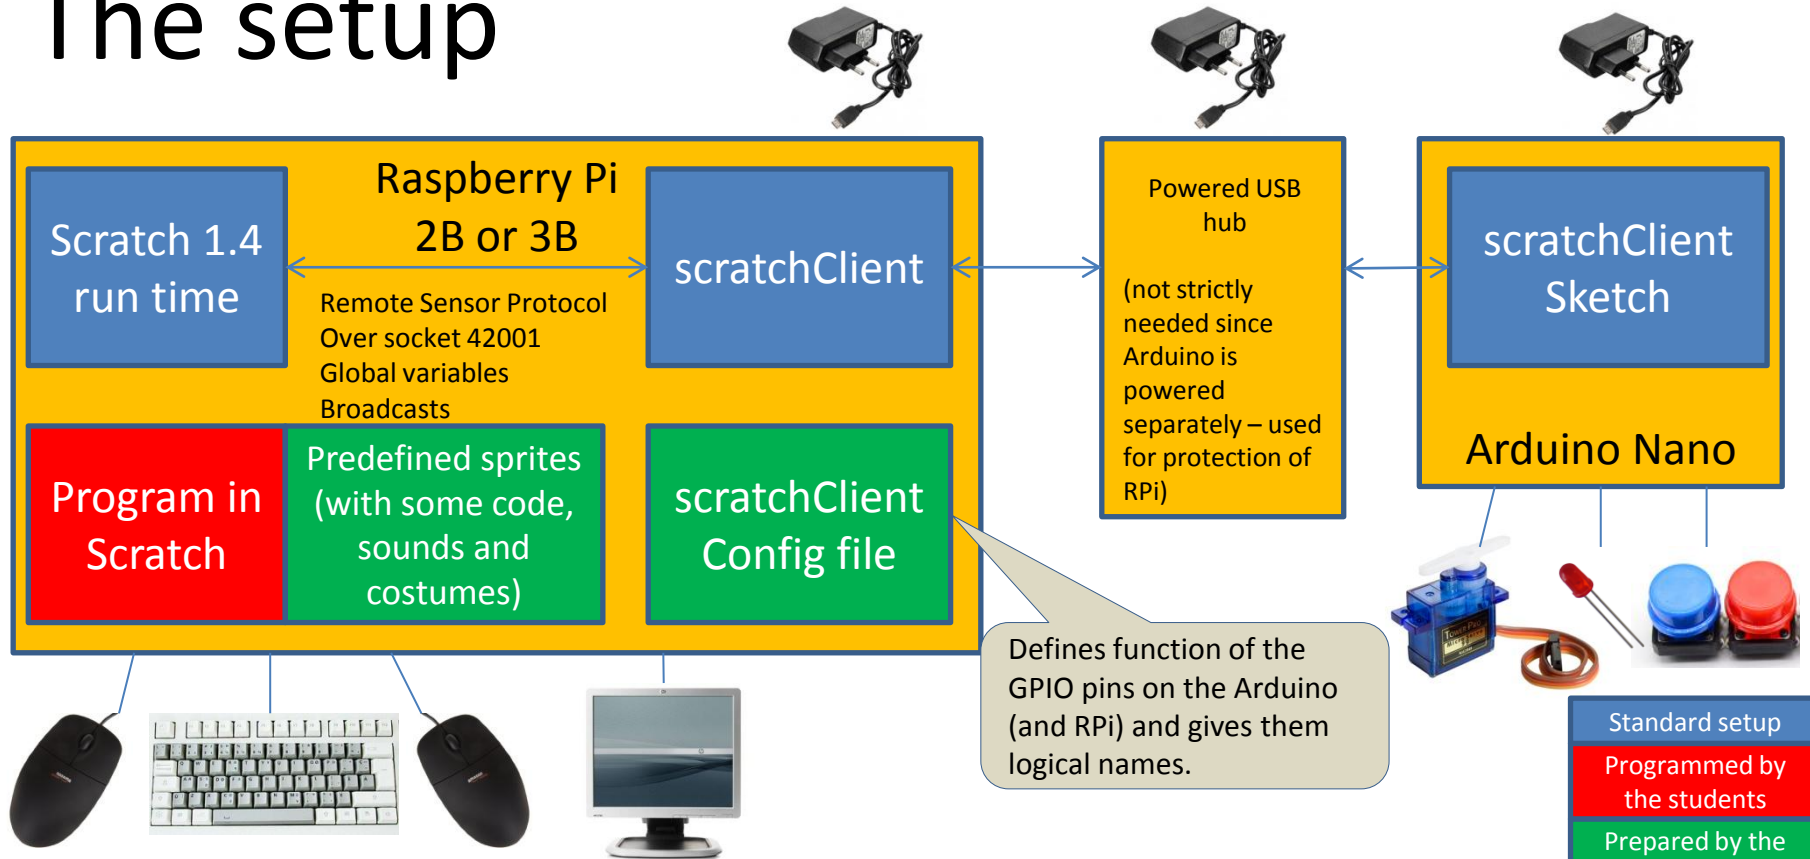 The setup
Raspberry Pi
2B or 3B
Scratch 1.4
run time
scratchClient
Remote Sensor Protocol
Over socket 42001
Global variables
Broadcasts
Program in
Scratch
Predefined sprites
(with some code,
sounds and
costumes)
scratchClient
Config file
Powered USB
hub
(not strictly
needed since
Arduino is
powered
separately – used
for protection of
RPi)
scratchClient
Sketch
Arduino Nano
Defines function of the
GPIO pins on the Arduino
(and RPi) and gives them
logical names.
Standard setup
Programmed by
the students
Prepared by the